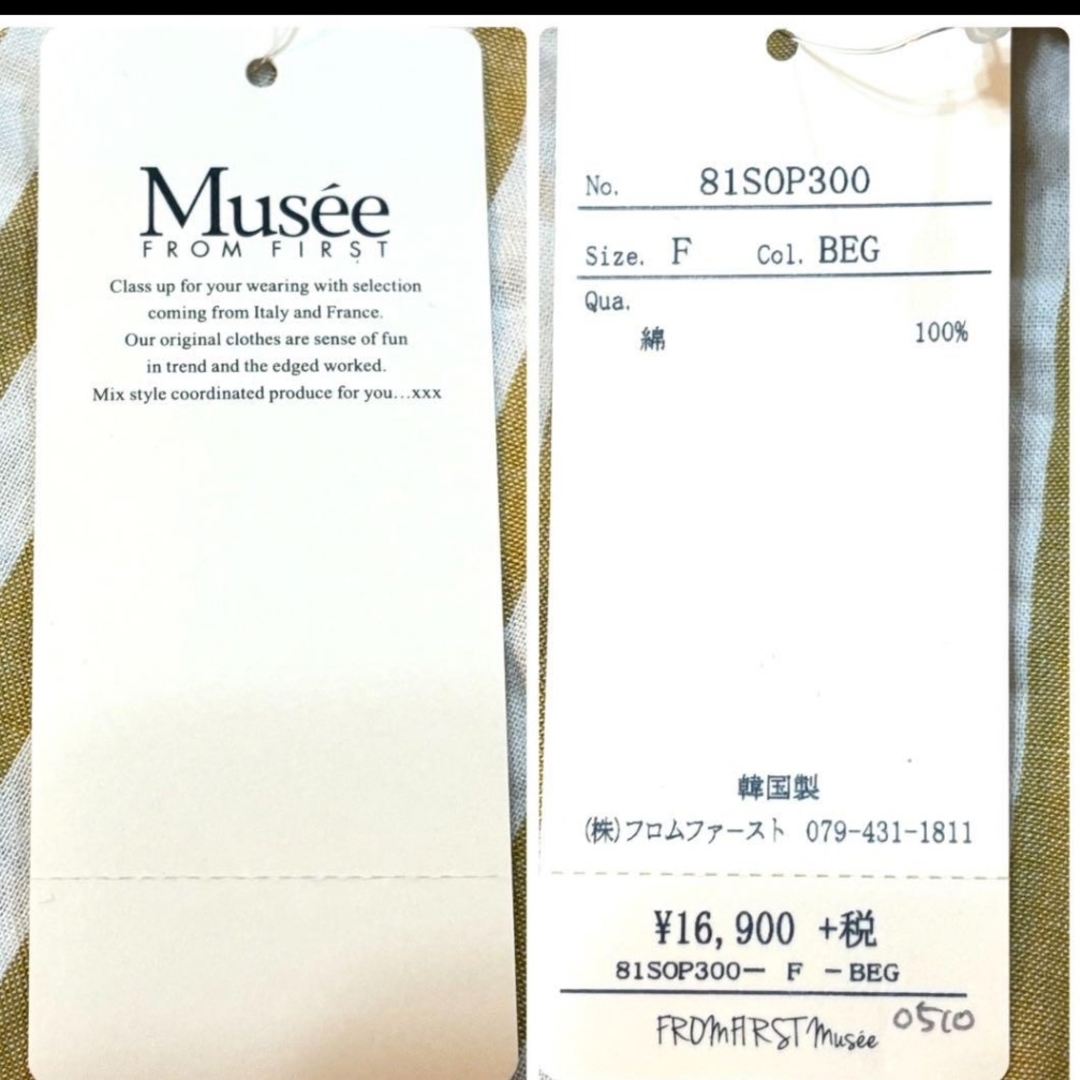 Musée
FROM FIRST
Class up for your wearing with selection
coming from Italy and France.
Our original clothes are sense of fun
in trend and the edged worked.
Mix style coordinated produce for you...xxx
No. 81SOP300
Size. F Col. BEG
Qua.
綿 100%
韓国製
(株)フロムファースト 079-431-1811
¥16,900 +税
81SOP300— F —BEG
FROMFIRST Musée 0510